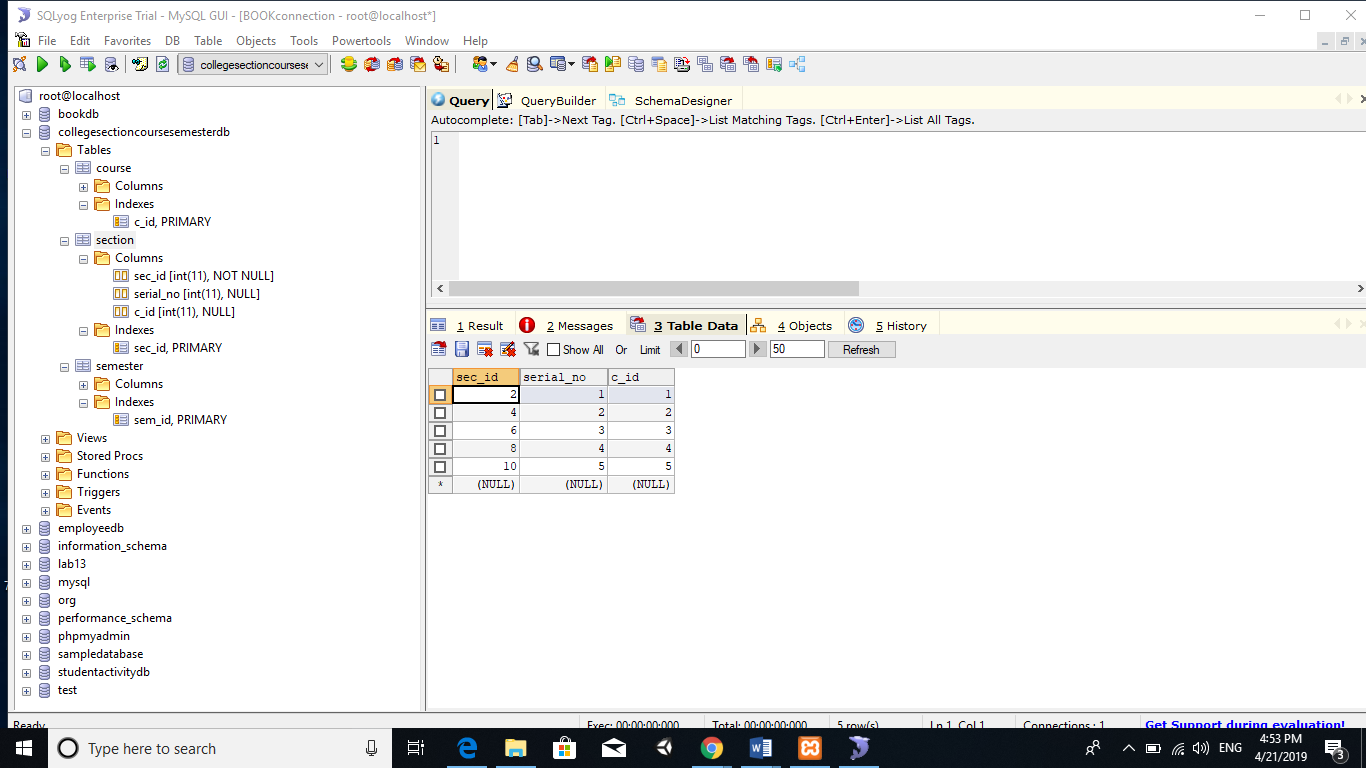 SQLyog Enterprise Trial - MySQL GUI - [BOOKconnection - root@localhost*]
File Edit Favorites DB Table Objects Tools Powertools Window Help
collegesectioncourses
root@localhost
bookdb
collegesectioncoursesemesterdb
Tables
course
Columns
Indexes
c_id, PRIMARY
section
Columns
sec_id [int(11), NOT NULL]
serial_no [int(11), NULL]
c_id [int(11), NULL]
Indexes
sec_id, PRIMARY
semester
Columns
Indexes
sem_id, PRIMARY
Views
Stored Procs
Functions
Triggers
Events
employeedb
information_schema
lab13
mysql
org
performance_schema
phpmyadmin
sampledatabase
studentactivitydb
test
Query QueryBuilder SchemaDesigner
Autocomplete: [Tab]->Next Tag. [Ctrl+Space]->List Matching Tags. [Ctrl+Enter]->List All Tags.
1
1 Result 2 Messages 3 Table Data 4 Objects 5 History
Show All Or Limit 0 50 Refresh
sec_id serial_no c_id
2 1 1
4 2 2
6 3 3
8 4 4
10 5 5
* (NULL) (NULL) (NULL)
Ready Exec: 00:00:00:000 Total: 00:00:00:000 5 row(s) Ln 1, Col 1 Connections : 1 Get Support during evaluation!
Type here to search
ENG
4:53 PM
4/21/2019
3